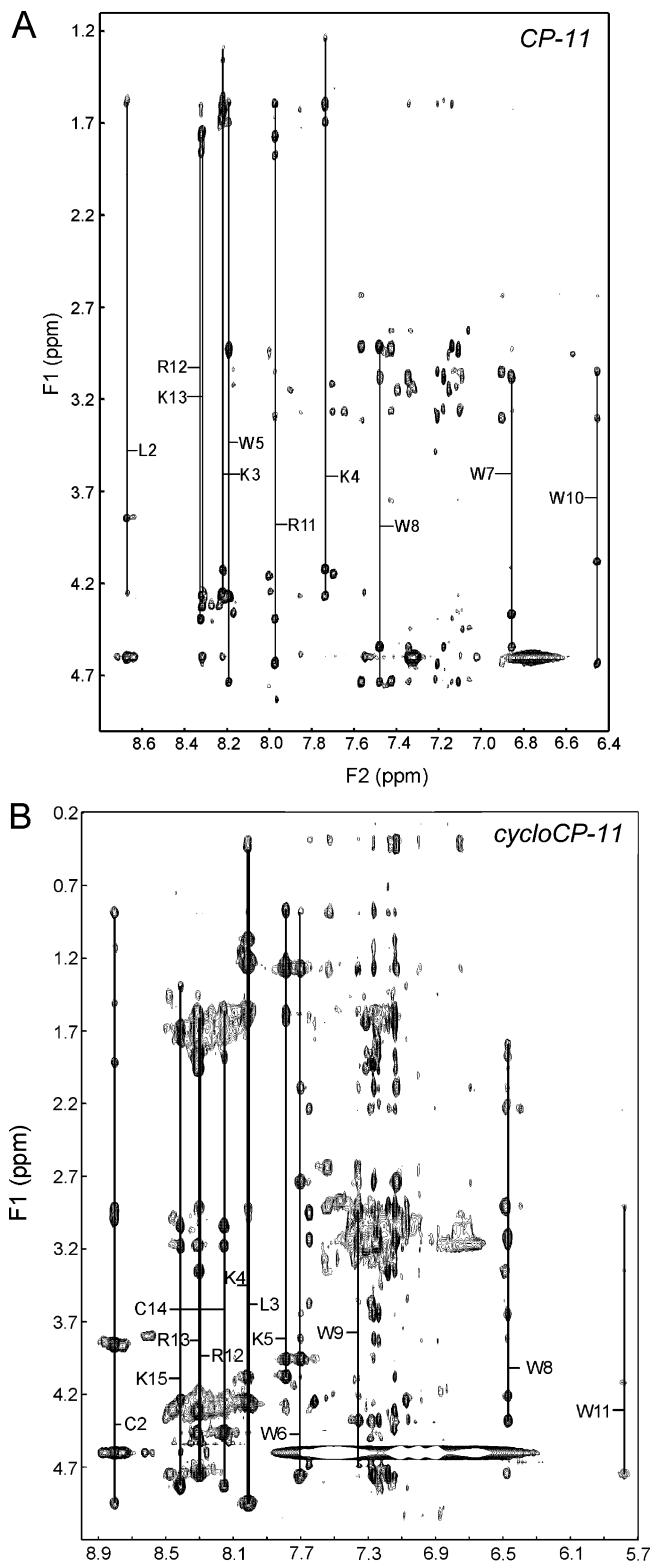 A
CP-11
1.2
1.7
2.2
2.7
3.2
3.7
4.2
4.7
F1 (ppm)
R12
K13
L2
W5
K3
R11
K4
W8
W7
W10
8.6 8.4 8.2 8.0 7.8 7.6 7.4 7.2 7.0 6.8 6.6 6.4
F2 (ppm)
B
cycloCP-11
0.2
0.7
1.2
1.7
2.2
2.7
3.2
3.7
4.2
4.7
F1 (ppm)
K4
L3
C14
R13
R12
K15
C2
K5
W6
W9
W8
W11
8.9 8.5 8.1 7.7 7.3 6.9 6.5 6.1 5.7